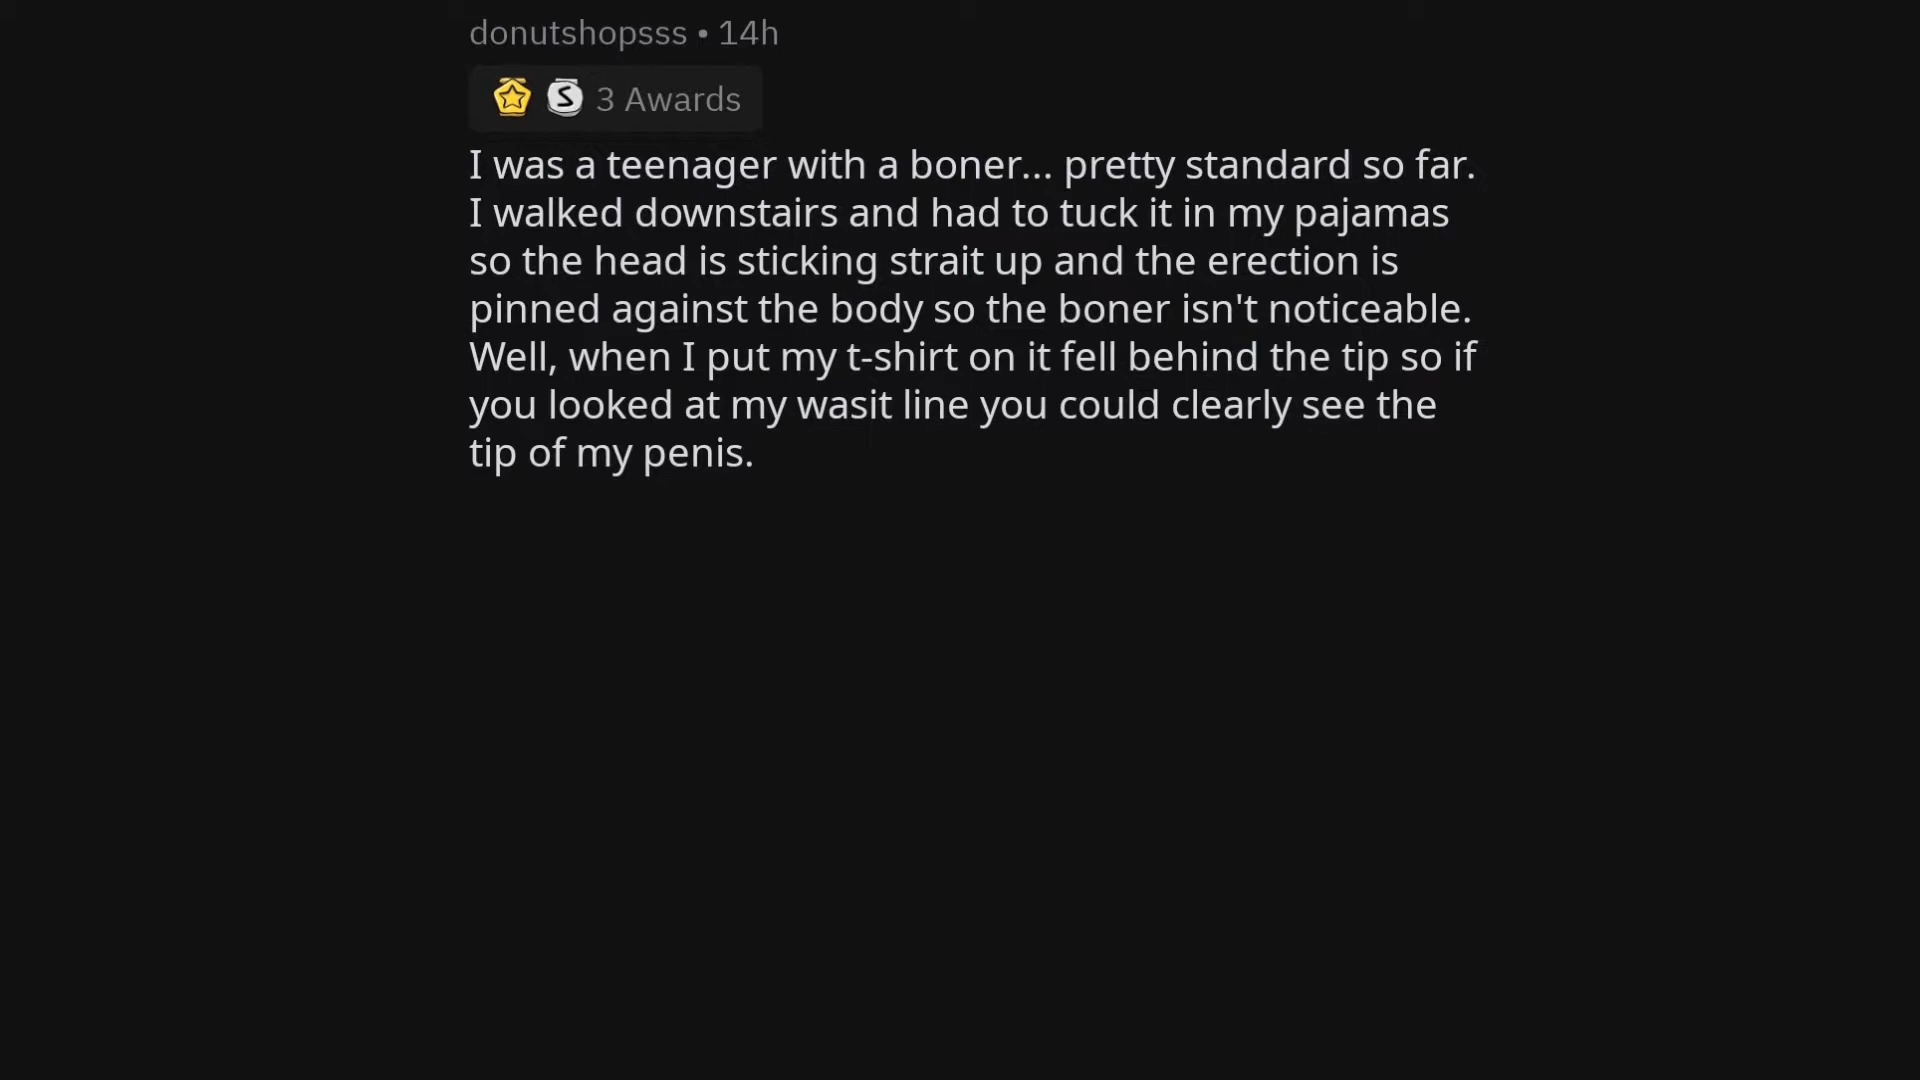 donutshopsss • 14h
3 Awards
I was a teenager with a boner... pretty standard so far.
I walked downstairs and had to tuck it in my pajamas
so the head is sticking strait up and the erection is
pinned against the body so the boner isn't noticeable.
Well, when I put my t-shirt on it fell behind the tip so if
you looked at my wasit line you could clearly see the
tip of my penis.